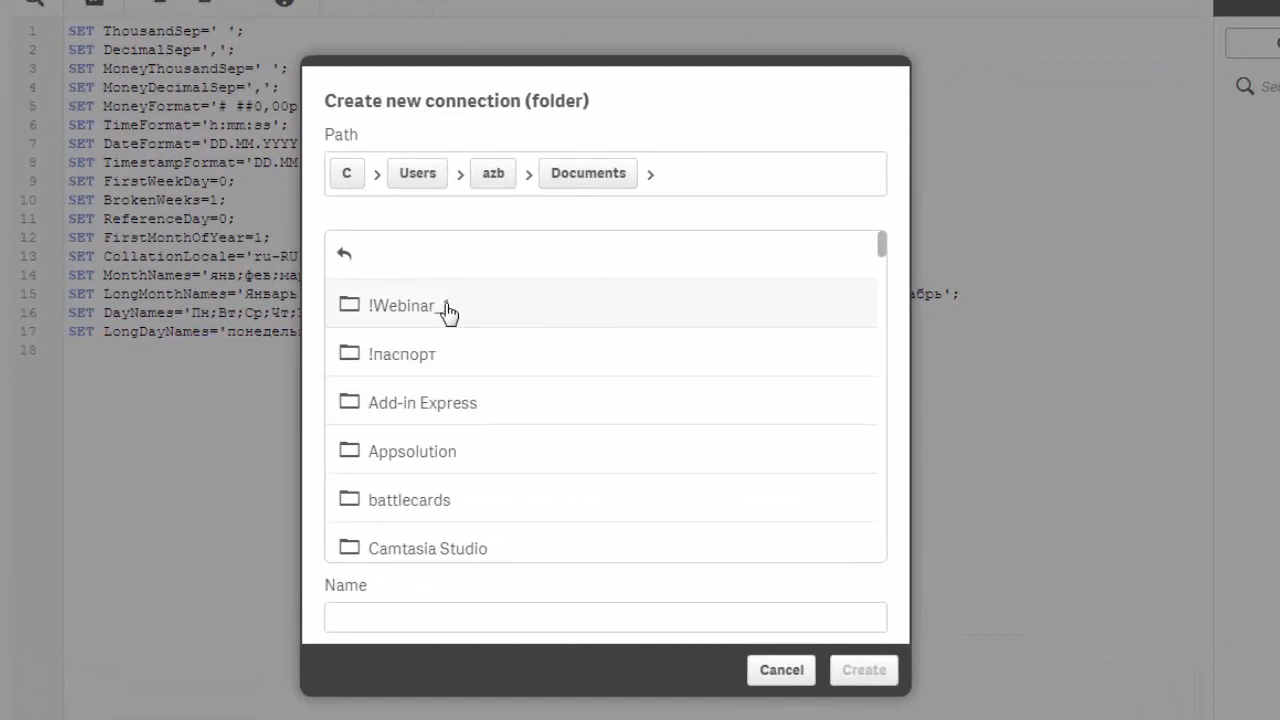 1 SET ThousandSep=' ';
2 SET DecimalSep=',';
3 SET MoneyThousandSep=' ';
4 SET MoneyDecimalSep=',';
5 SET MoneyFormat='# ##0,00р
6 SET TimeFormat='h:mm:ss';
7 SET DateFormat='DD.MM.YYYY
8 SET TimestampFormat='DD.MM
9 SET FirstWeekDay=0;
10 SET BrokenWeeks=1;
11 SET ReferenceDay=0;
12 SET FirstMonthOfYear=1;
13 SET CollationLocale='ru-RU
14 SET MonthNames='янв;фев;мар
15 SET LongMonthNames='Январь абрь';
16 SET DayNames='Пн;Вт;Ср;Чт;
17 SET LongDayNames='понедель
18
Create new connection (folder)
Path
C > Users > azb > Documents >
!Webinar_
!паспорт
Add-in Express
Appsolution
battlecards
Camtasia Studio
Name
Cancel Create